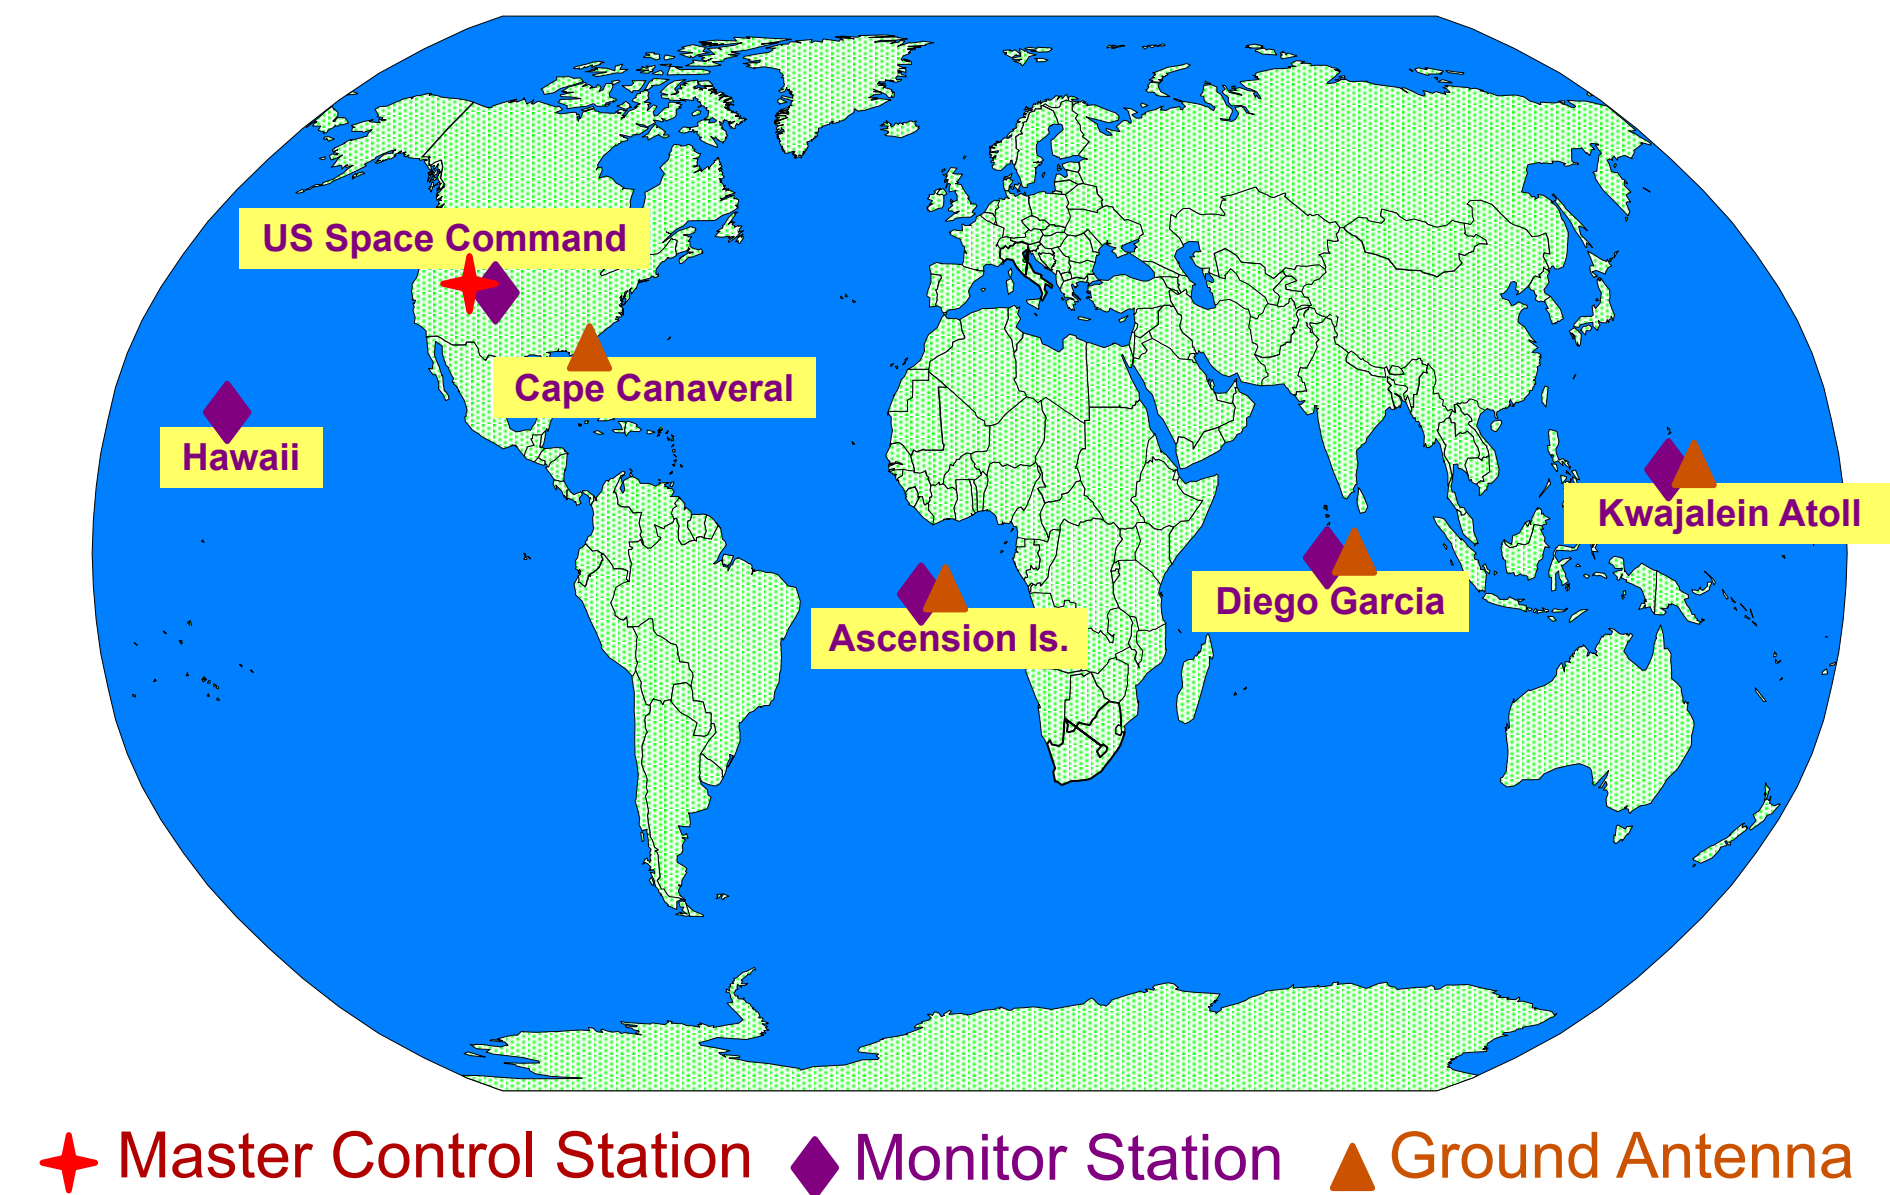 US Space Command
Cape Canaveral
Hawaii
Kwajalein Atoll
Diego Garcia
Ascension Is.
Master Control Station
Monitor Station
Ground Antenna